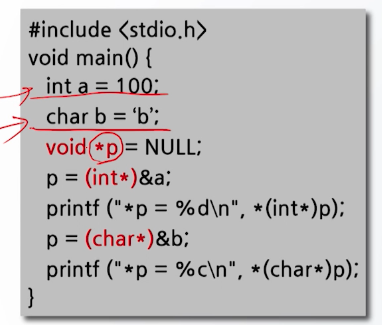 #include <stdio.h>
void main() {
int a = 100;
char b = ‘b’;
void *p = NULL;
p = (int*)&a;
printf ("*p = %d\n", *(int*)p);
p = (char*)&b;
printf ("*p = %c\n", *(char*)p);
}